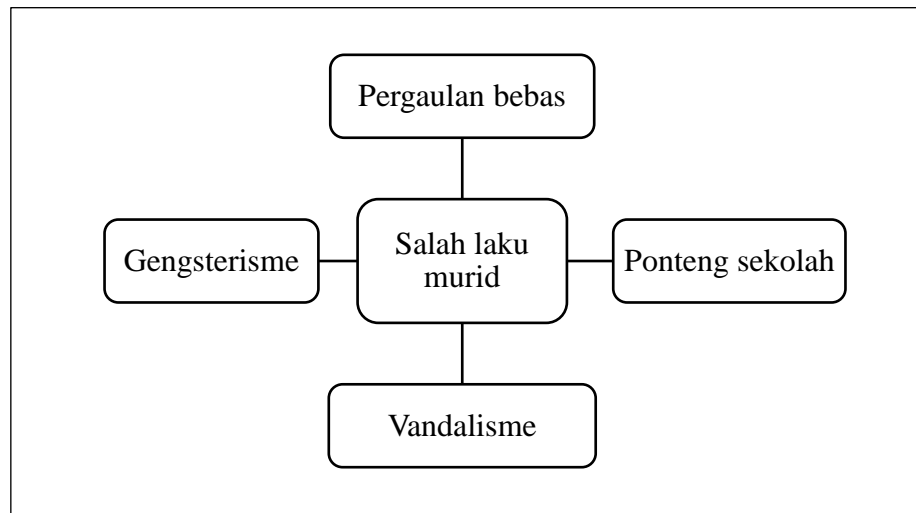 Pergaulan bebas
Gengsterisme
Salah laku
murid
Ponteng sekolah
Vandalisme